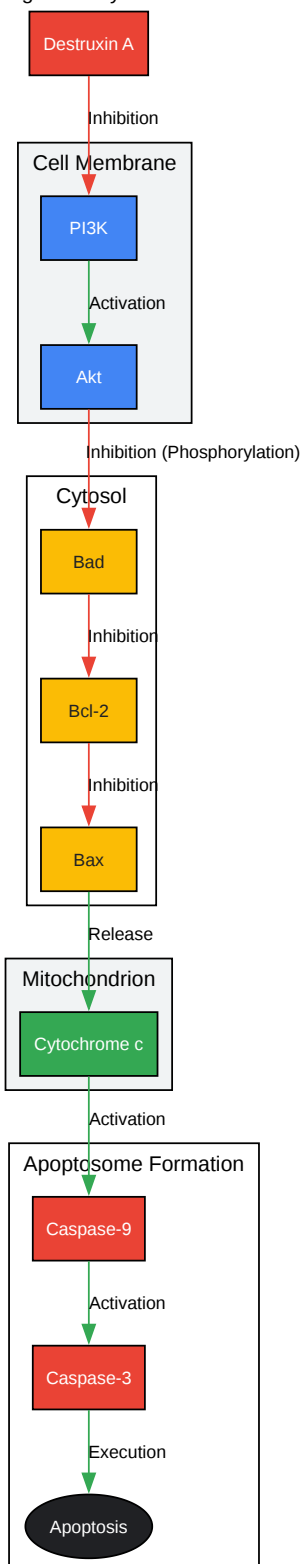 Destruxin A
Inhibition
Cell Membrane
PI3K
Activation
Akt
Inhibition (Phosphorylation)
Cytosol
Bad
Inhibition
Bcl-2
Inhibition
Bax
Release
Mitochondrion
Cytochrome c
Activation
Apoptosome Formation
Caspase-9
Activation
Caspase-3
Execution
Apoptosis